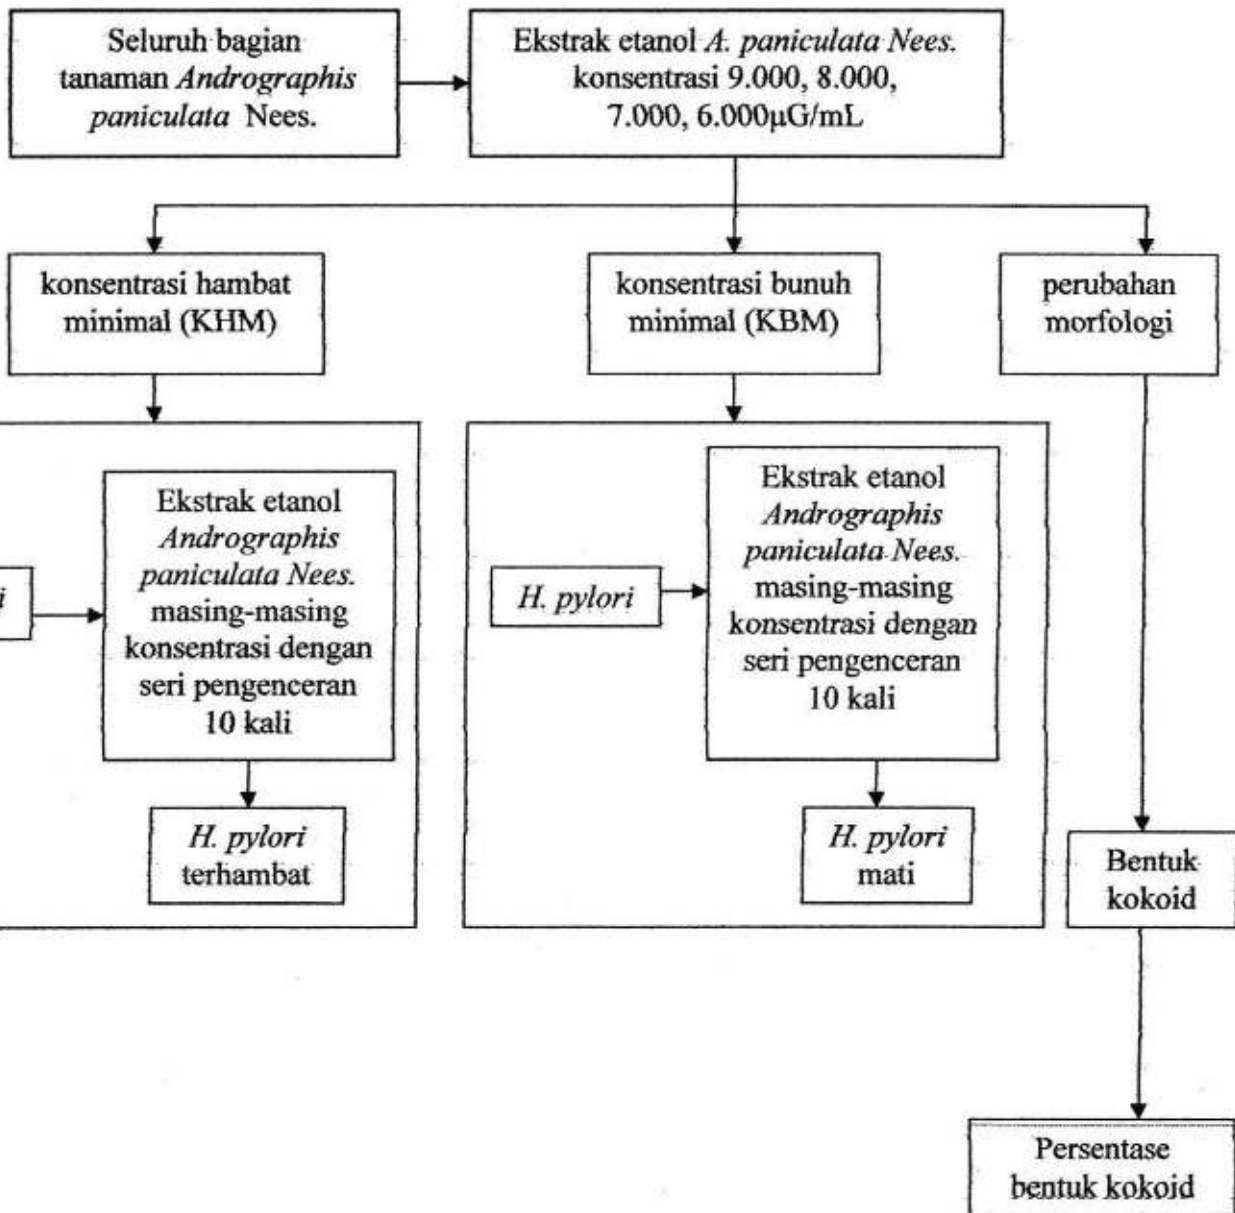 Seluruh bagian
tanaman Andrographis
paniculata Nees.
Ekstrak etanol A. paniculata Nees.
konsentrasi 9.000, 8.000,
7.000, 6.000µG/mL
konsentrasi hambat
minimal (KHM)
konsentrasi bunuh
minimal (KBM)
perubahan
morfologi
i
Ekstrak etanol
Andrographis
paniculata Nees.
masing-masing
konsentrasi dengan
seri pengenceran
10 kali
H. pylori
terhambat
H. pylori
Ekstrak etanol
Andrographis
paniculata Nees.
masing-masing
konsentrasi dengan
seri pengenceran
10 kali
H. pylori
mati
Bentuk
kokoid
Persentase
bentuk kokoid